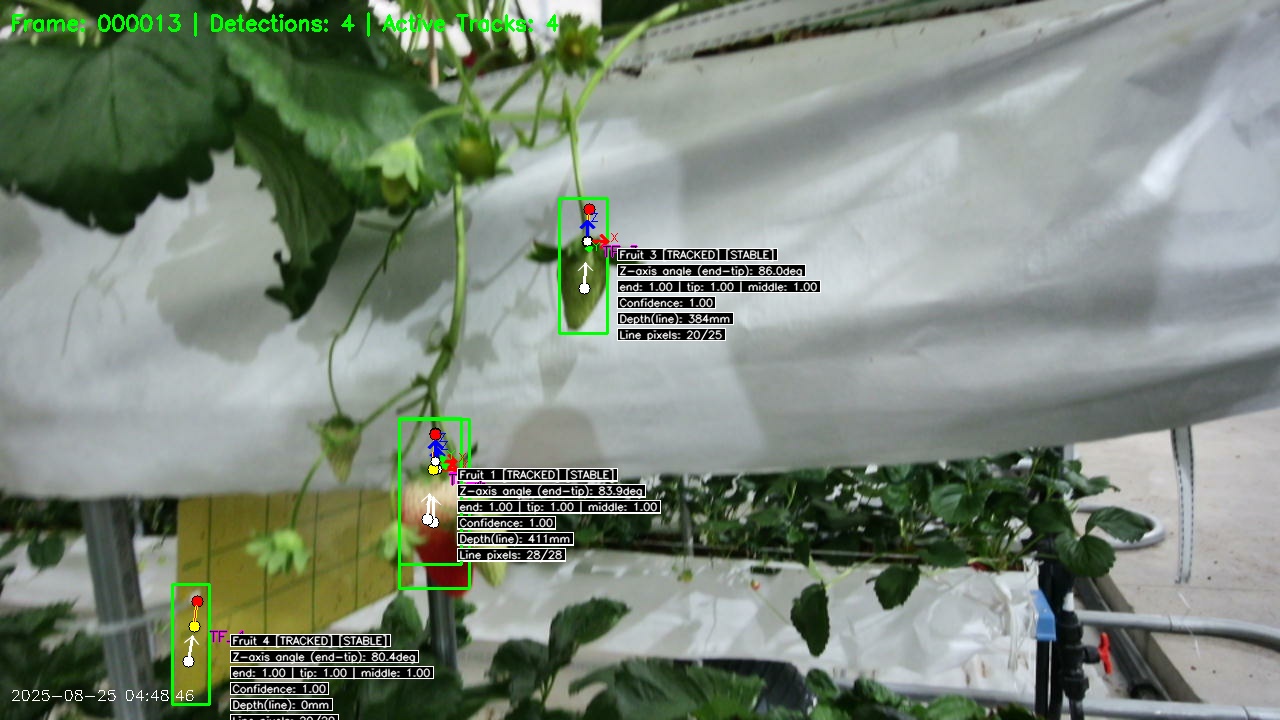 Frame: 000013 | Detections: 4 | Active Tracks: 4
Z
X
Fruit 3 [TRACKED] [STABLE]
Z-axis angle (end-tip): 86.0deg
end: 1.00 | tip: 1.00 | middle: 1.00
Confidence: 1.00
Depth(line): 384mm
Line pixels: 20/25
Fruit 1 [TRACKED] [STABLE]
Z-axis angle (end-tip): 83.9deg
end: 1.00 | tip: 1.00 | middle: 1.00
Confidence: 1.00
Depth(line): 411mm
Line pixels: 28/28
Fruit 4 [TRACKED] [STABLE]
Z-axis angle (end-tip): 80.4deg
end: 1.00 | tip: 1.00 | middle: 1.00
Confidence: 1.00
Depth(line): 0mm
2025-08-25 04:48:46